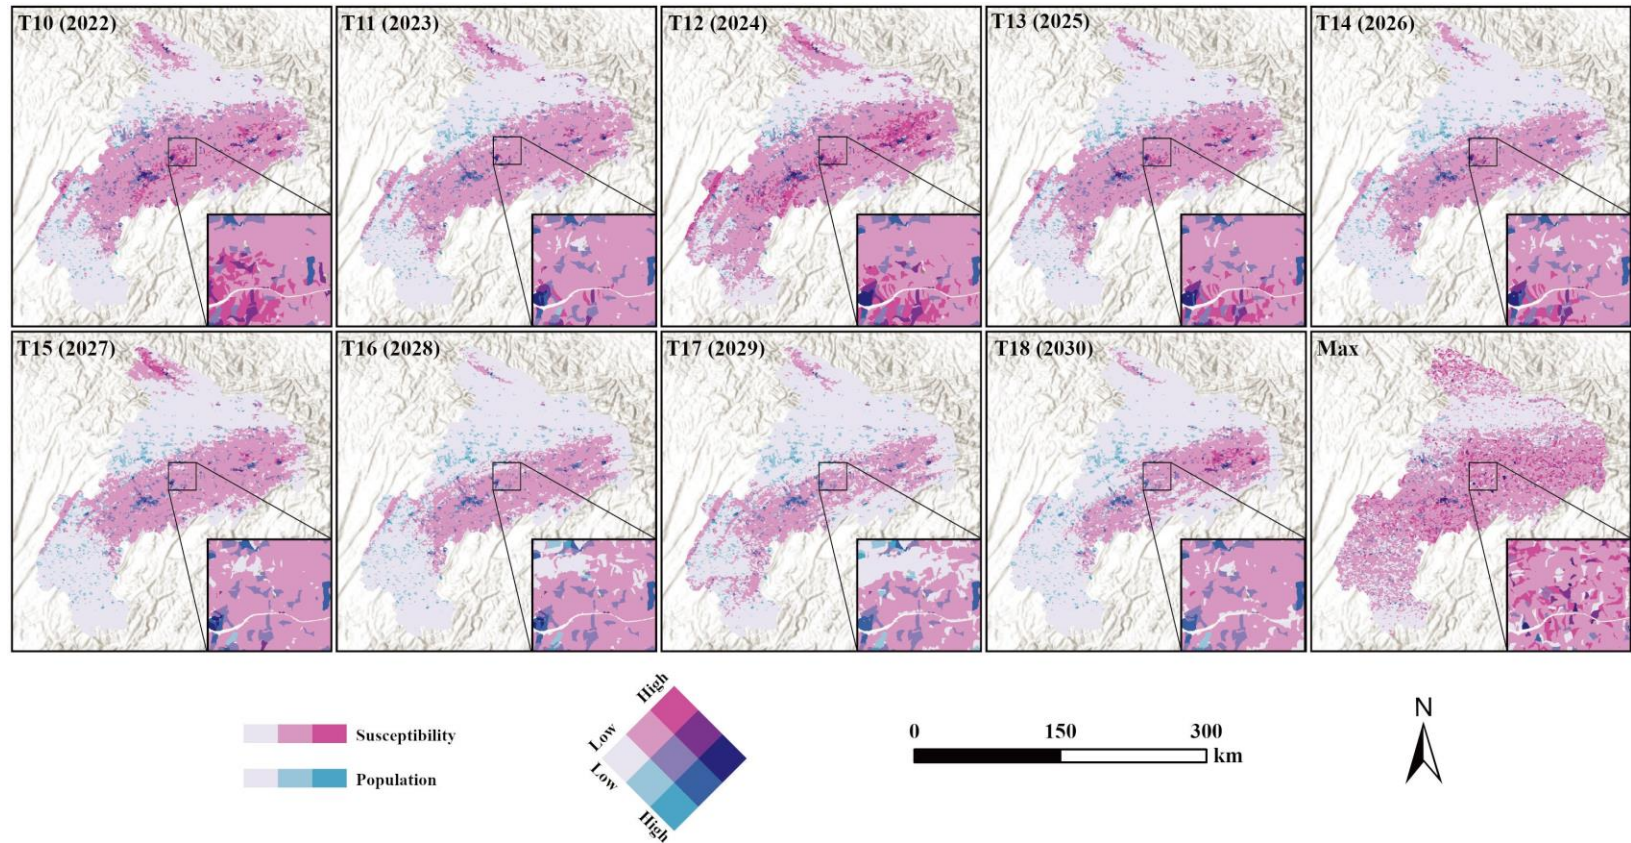 T10 (2022)
T11 (2023)
T12 (2024)
T13 (2025)
T14 (2026)
T15 (2027)
T16 (2028)
T17 (2029)
T18 (2030)
Max
Susceptibility
Population
High
Low
Low
High
0 150 300
km
N